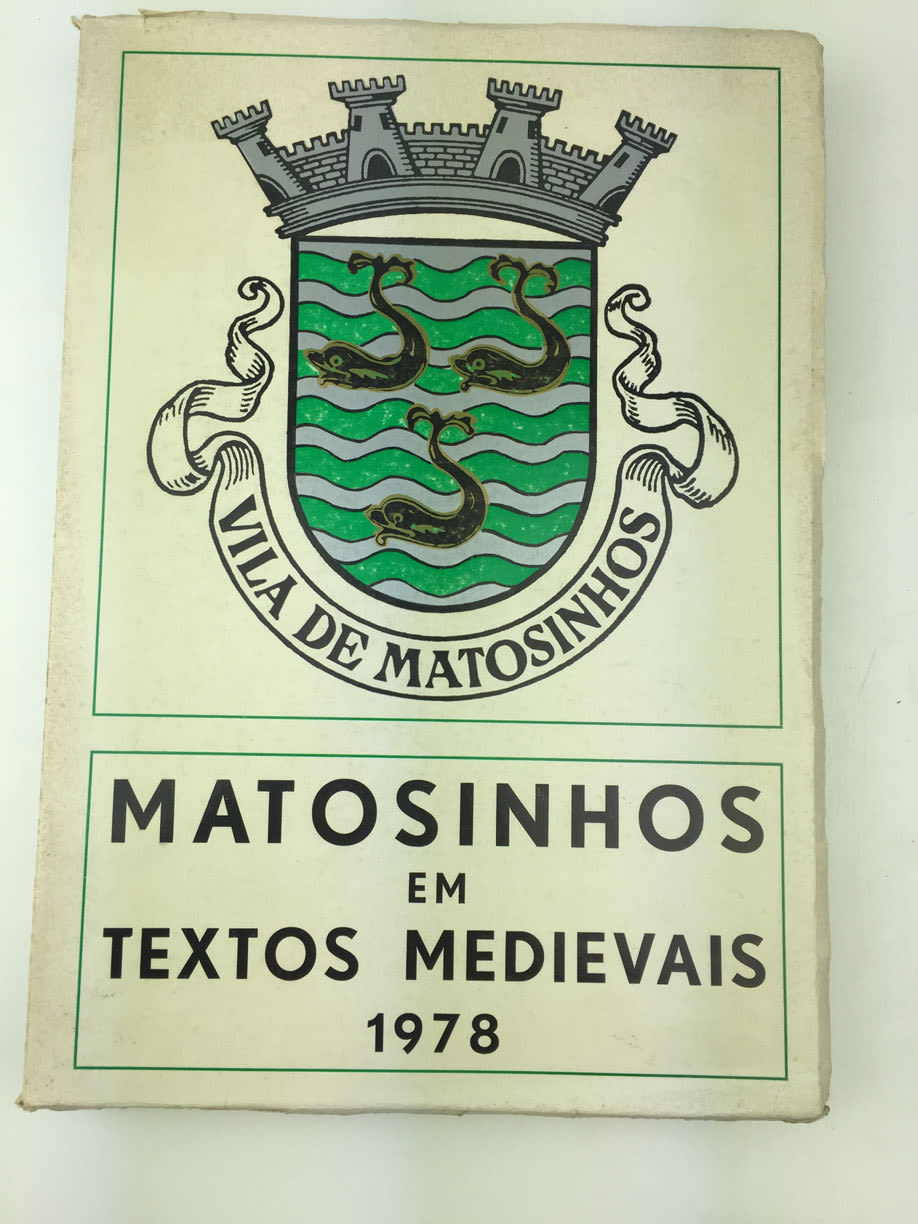 VILA DE MATOSINHOS
MATOSINHOS
EM
TEXTOS MEDIEVAIS
1978